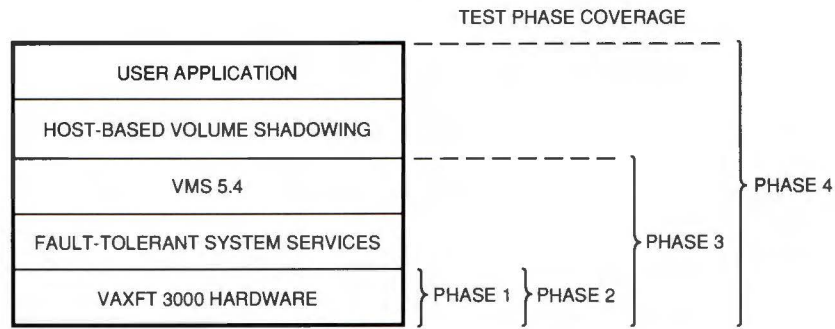 TEST PHASE COVERAGE
USER APPLICATION
HOST-BASED VOLUME SHADOWING
VMS 5.4
PHASE 4
FAULT-TOLERANT SYSTEM SERVICES
PHASE 3
VAXFT 3000 HARDWARE
PHASE 1
PHASE 2